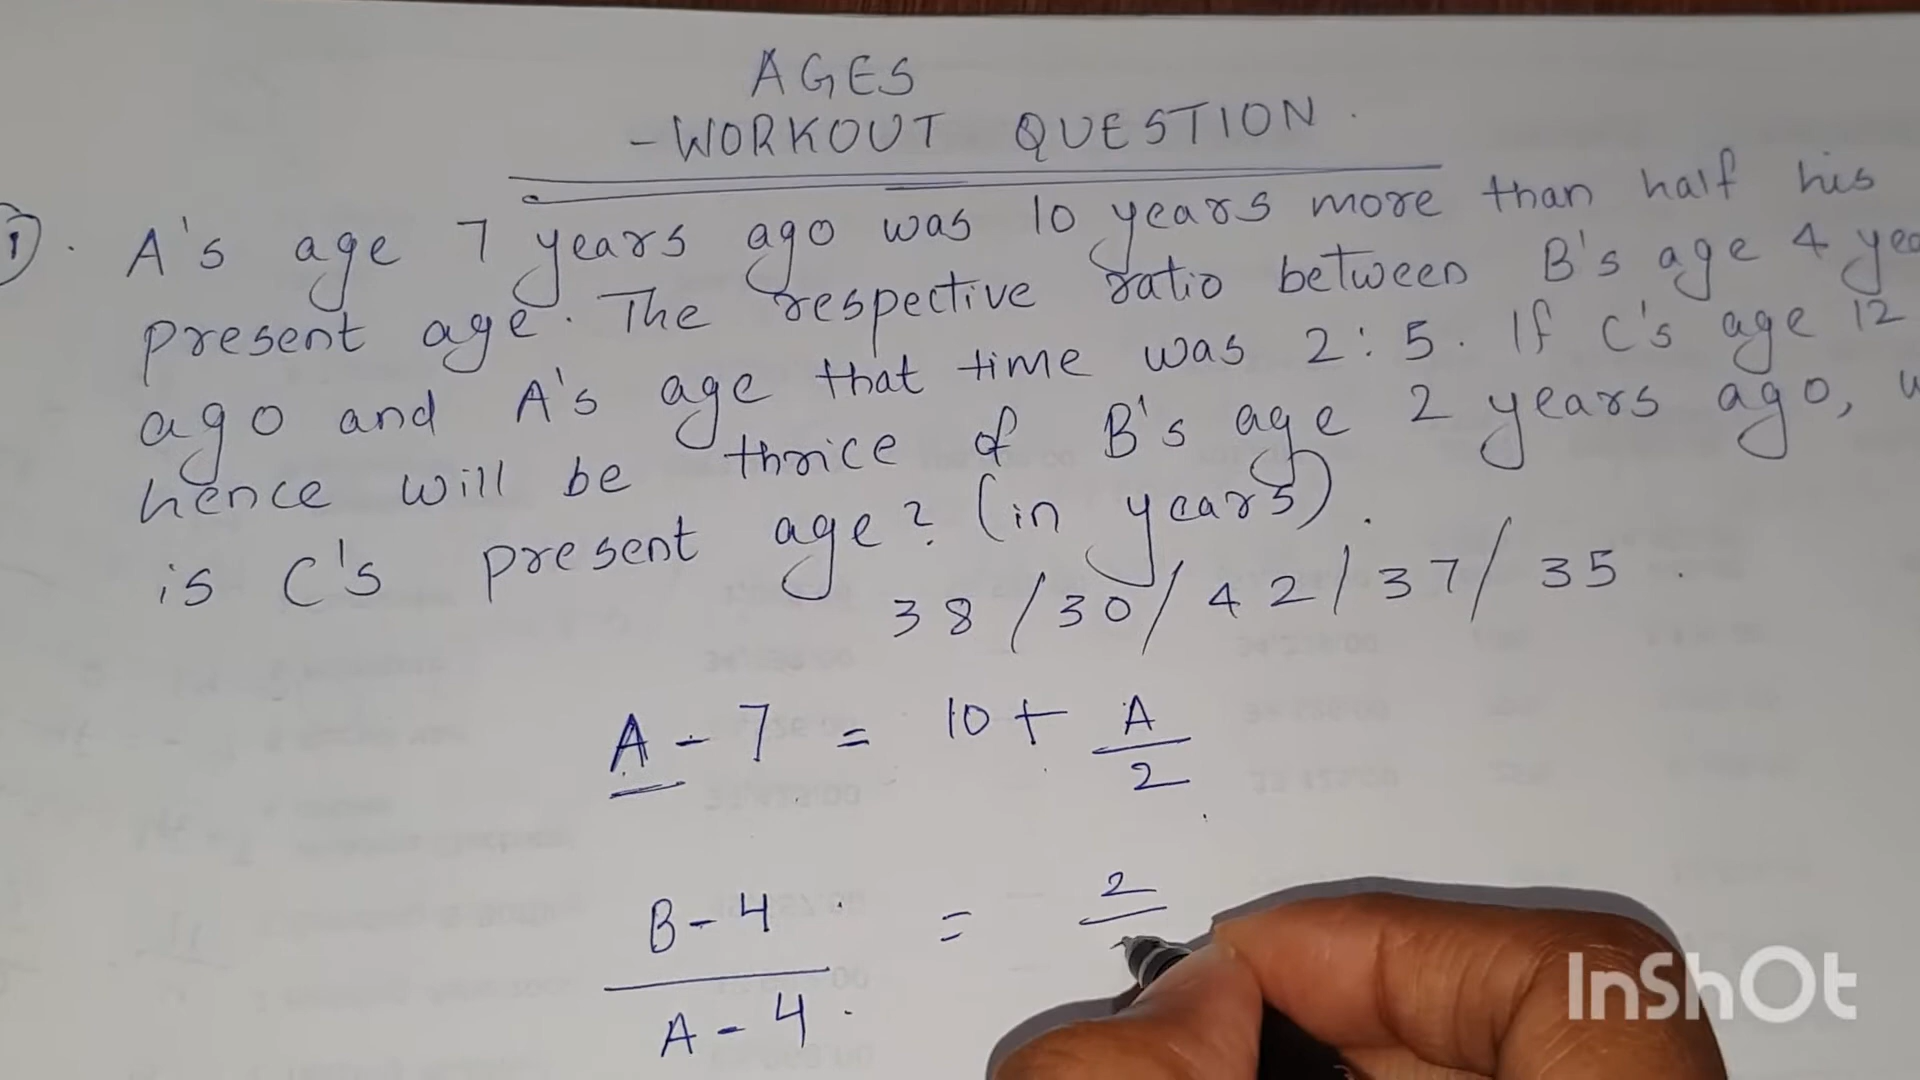 AGES
- WORKOUT QUESTION.
1. A's age 7 years ago was 10 years more than half his
present age. The respective ratio between B's age 4
ago and A's age that time was 2:5. If C's age 12
hence will be thrice of B's age 2 years ago,
is C's present age? (in years).
38 / 30 / 42 / 37 / 35.
A - 7 = 10 + A/2
B - 4 / A - 4 = 2
InShOt